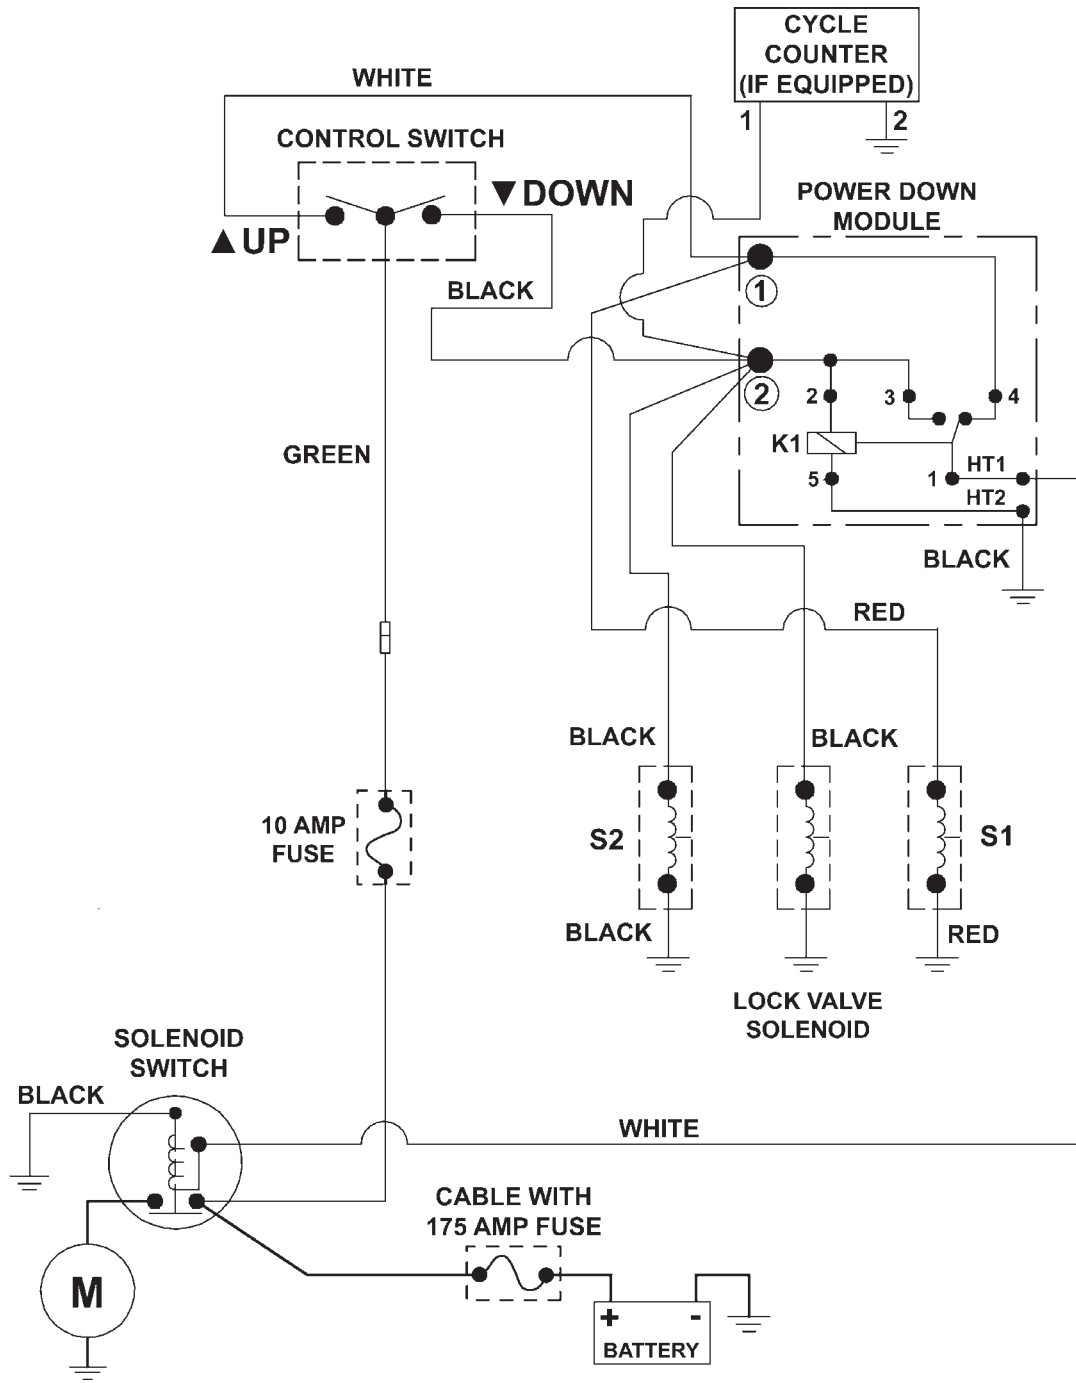 CYCLE
COUNTER
(IF EQUIPPED)
1
2
WHITE
CONTROL SWITCH
▲UP
▼DOWN
BLACK
POWER DOWN
MODULE
1
2
2
3
4
K1
5
1
HT1
HT2
BLACK
GREEN
RED
BLACK
BLACK
10 AMP
FUSE
S2
S1
BLACK
RED
LOCK VALVE
SOLENOID
SOLENOID
SWITCH
BLACK
WHITE
CABLE WITH
175 AMP FUSE
M
+ -
BATTERY